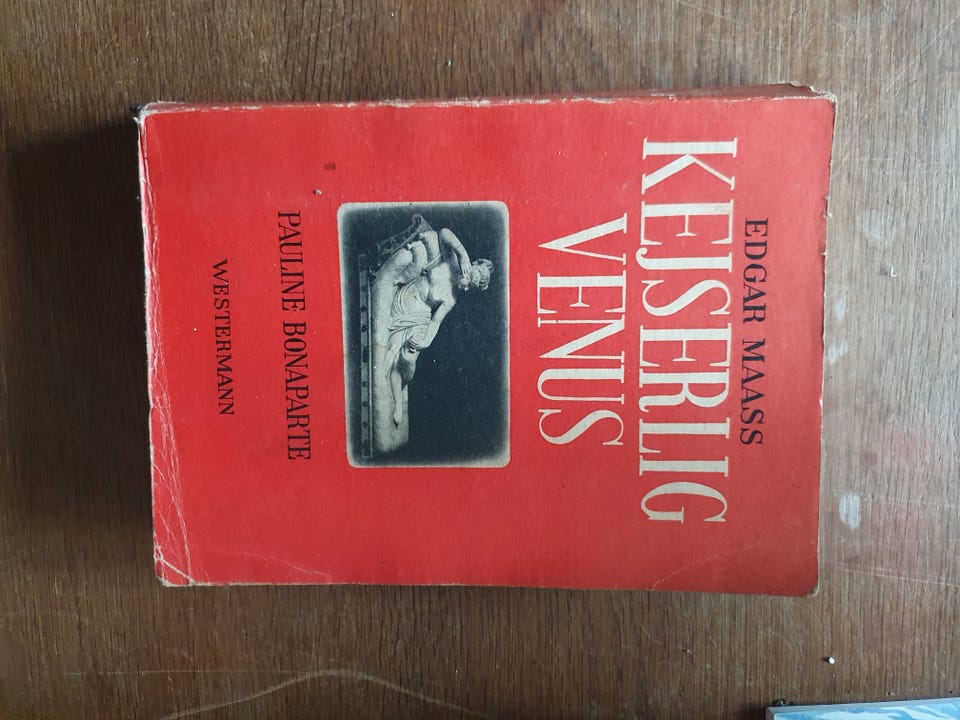 EDGAR MAASS
KEJSERLIG
VENUS
PAULINE BONAPARTE
WESTERMANN